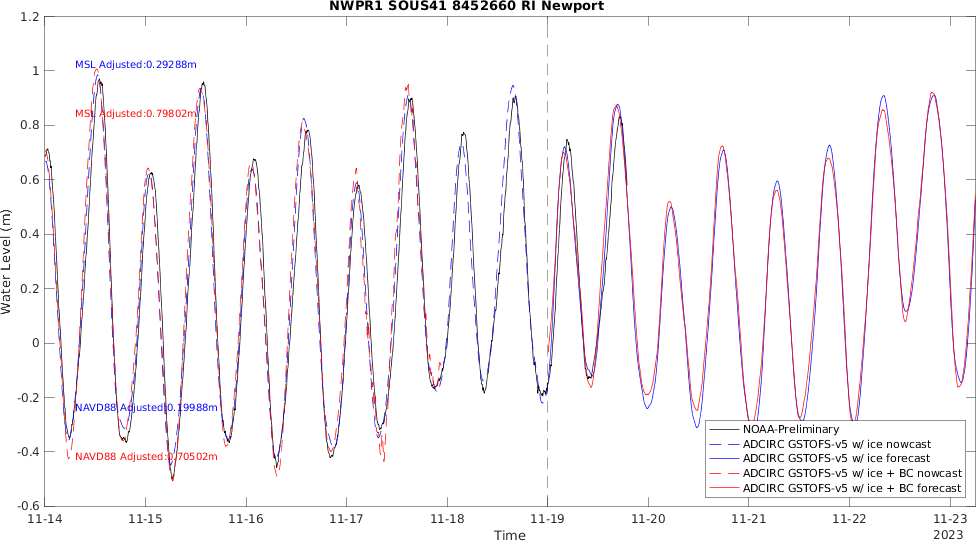 NWPR1 SOUS41 8452660 RI Newport
1.2
1
0.8
0.6
0.4
0.2
0
-0.2
-0.4
-0.6
Water Level (m)
MSL Adjusted:0.29288m
MSL Adjusted:0.79802m
NAVD88 Adjusted:0.19988m
NAVD88 Adjusted:0.70502m
NOAA-Preliminary
ADCIRC GSTOFS-v5 w/ ice nowcast
ADCIRC GSTOFS-v5 w/ ice forecast
ADCIRC GSTOFS-v5 w/ ice + BC nowcast
ADCIRC GSTOFS-v5 w/ ice + BC forecast
11-14 11-15 11-16 11-17 11-18 11-19 11-20 11-21 11-22 11-23
Time
2023